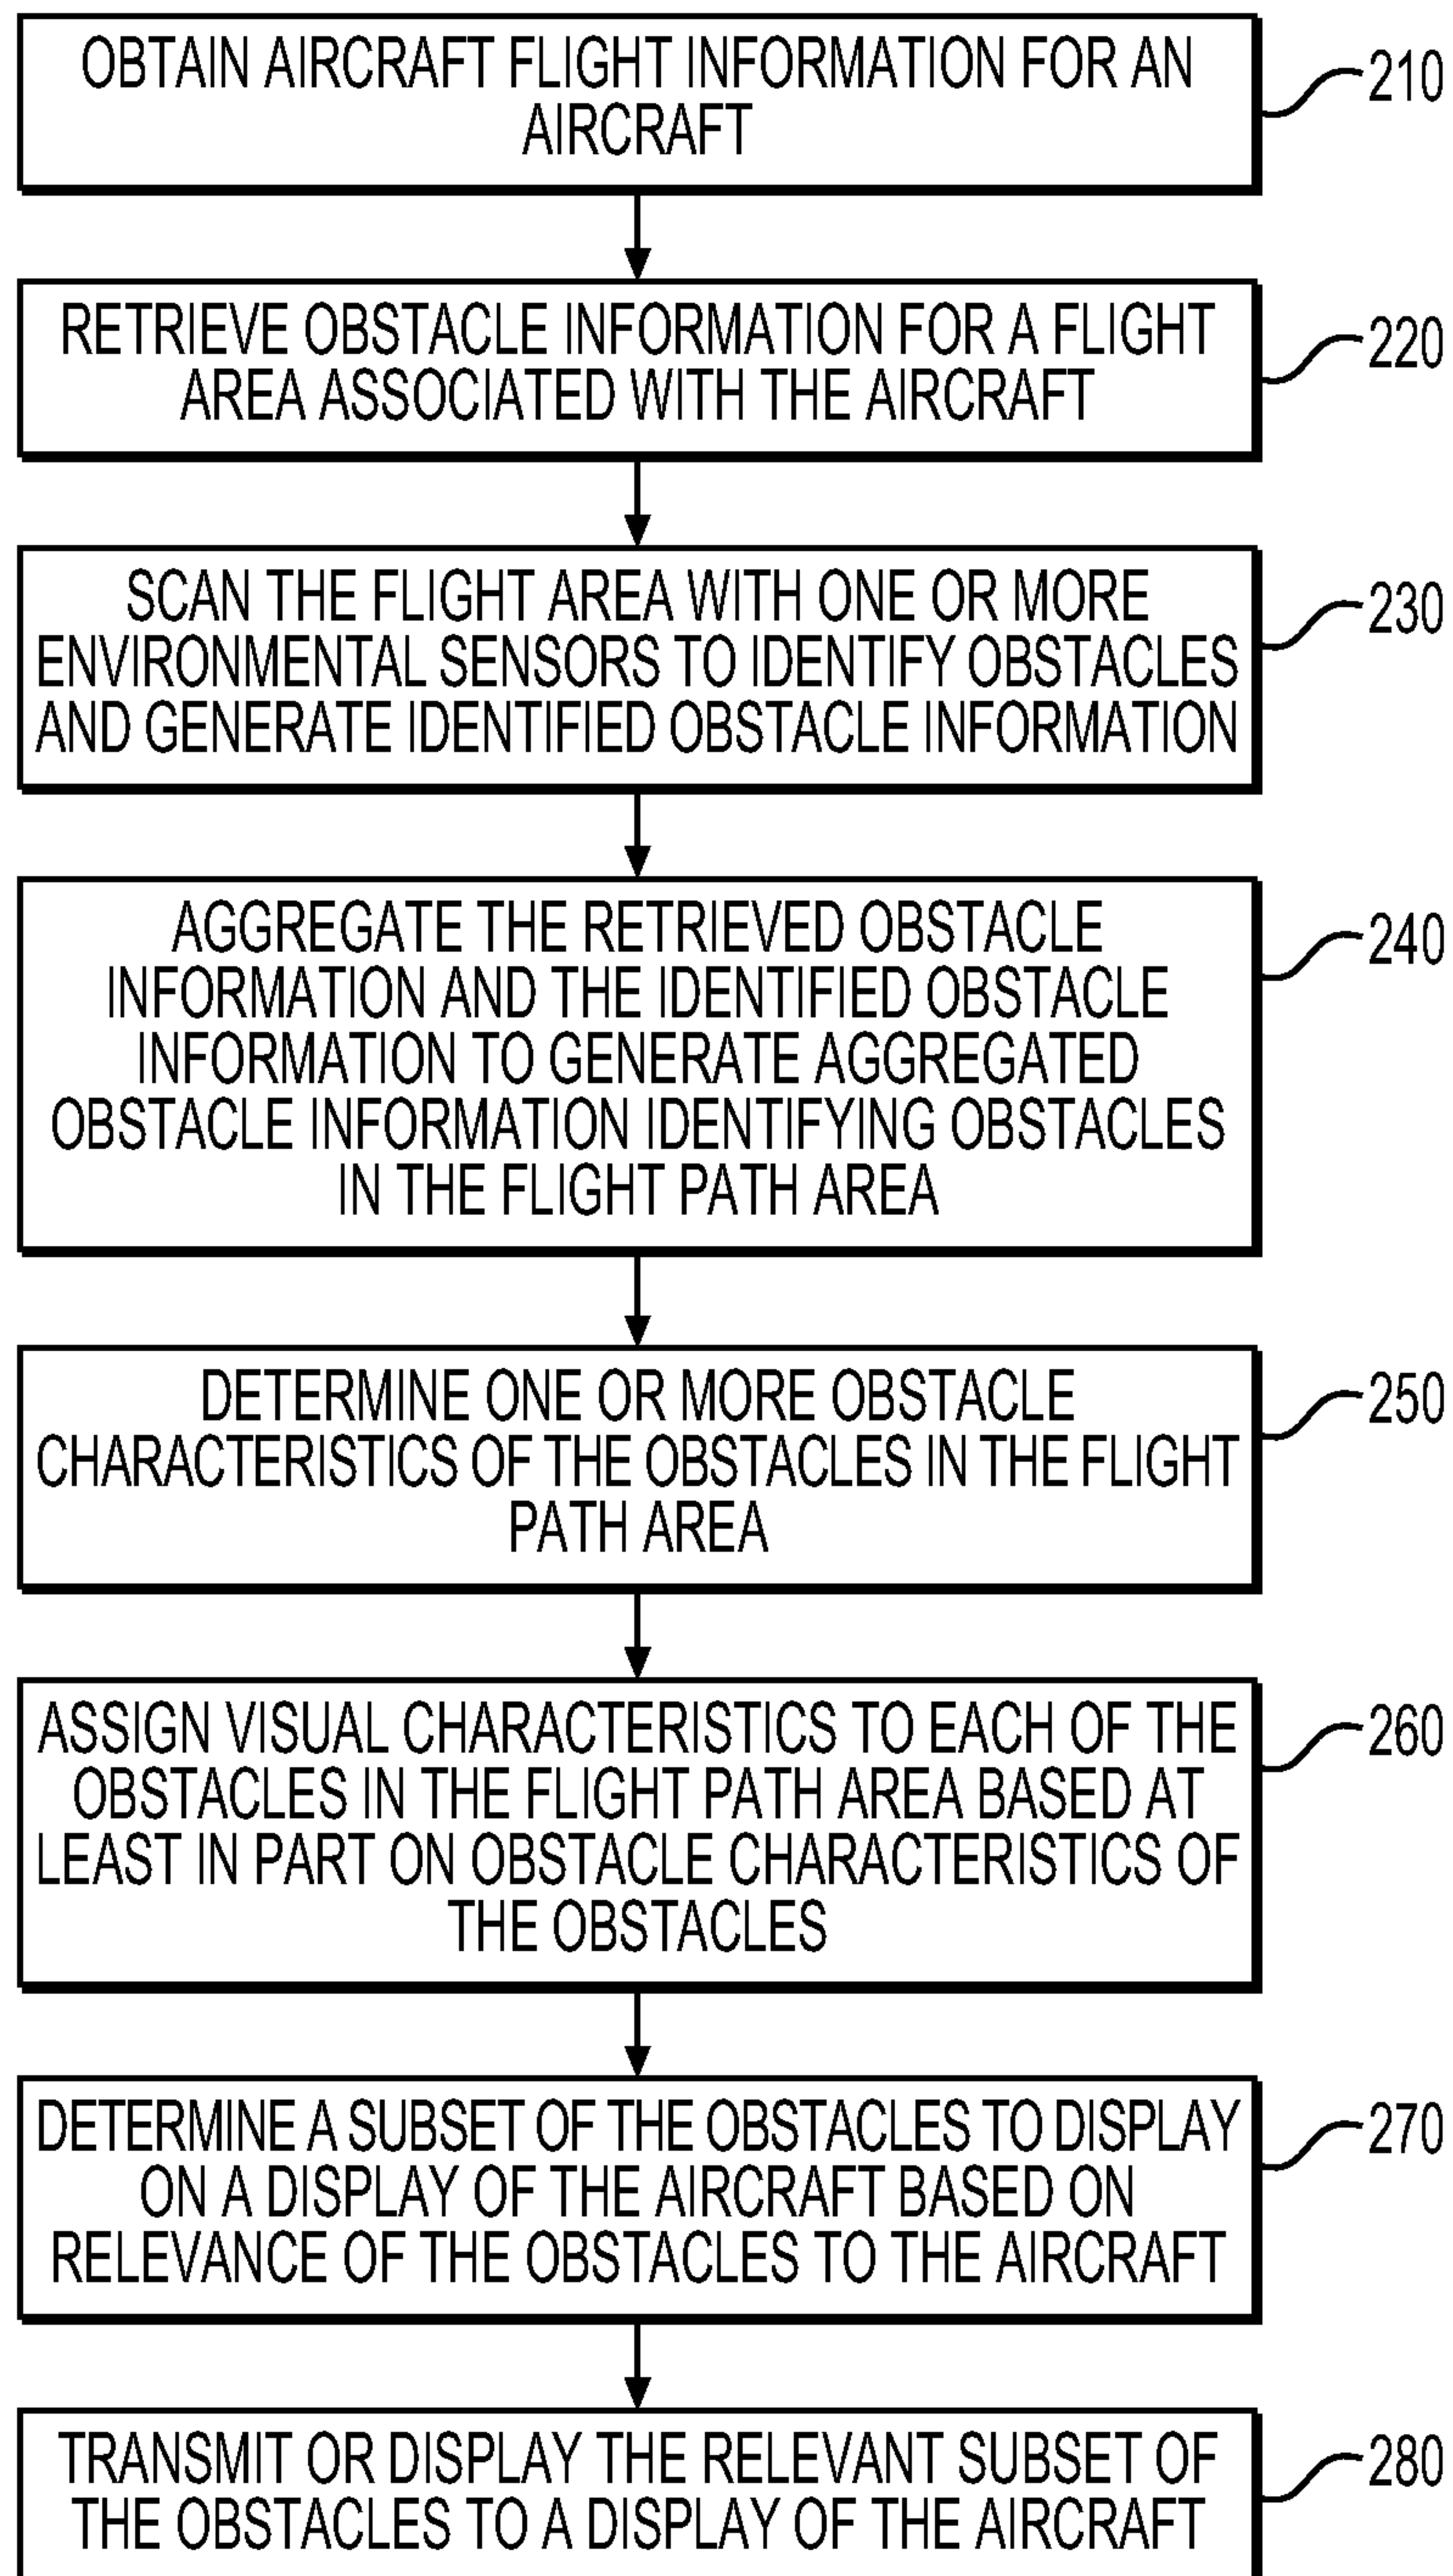 OBTAIN AIRCRAFT FLIGHT INFORMATION FOR AN
AIRCRAFT
210
RETRIEVE OBSTACLE INFORMATION FOR A FLIGHT
AREA ASSOCIATED WITH THE AIRCRAFT
220
SCAN THE FLIGHT AREA WITH ONE OR MORE
ENVIRONMENTAL SENSORS TO IDENTIFY OBSTACLES
AND GENERATE IDENTIFIED OBSTACLE INFORMATION
230
AGGREGATE THE RETRIEVED OBSTACLE
INFORMATION AND THE IDENTIFIED OBSTACLE
INFORMATION TO GENERATE AGGREGATED
OBSTACLE INFORMATION IDENTIFYING OBSTACLES
IN THE FLIGHT PATH AREA
240
DETERMINE ONE OR MORE OBSTACLE
CHARACTERISTICS OF THE OBSTACLES IN THE FLIGHT
PATH AREA
250
ASSIGN VISUAL CHARACTERISTICS TO EACH OF THE
OBSTACLES IN THE FLIGHT PATH AREA BASED AT
LEAST IN PART ON OBSTACLE CHARACTERISTICS OF
THE OBSTACLES
260
DETERMINE A SUBSET OF THE OBSTACLES TO DISPLAY
ON A DISPLAY OF THE AIRCRAFT BASED ON
RELEVANCE OF THE OBSTACLES TO THE AIRCRAFT
270
TRANSMIT OR DISPLAY THE RELEVANT SUBSET OF
THE OBSTACLES TO A DISPLAY OF THE AIRCRAFT
280